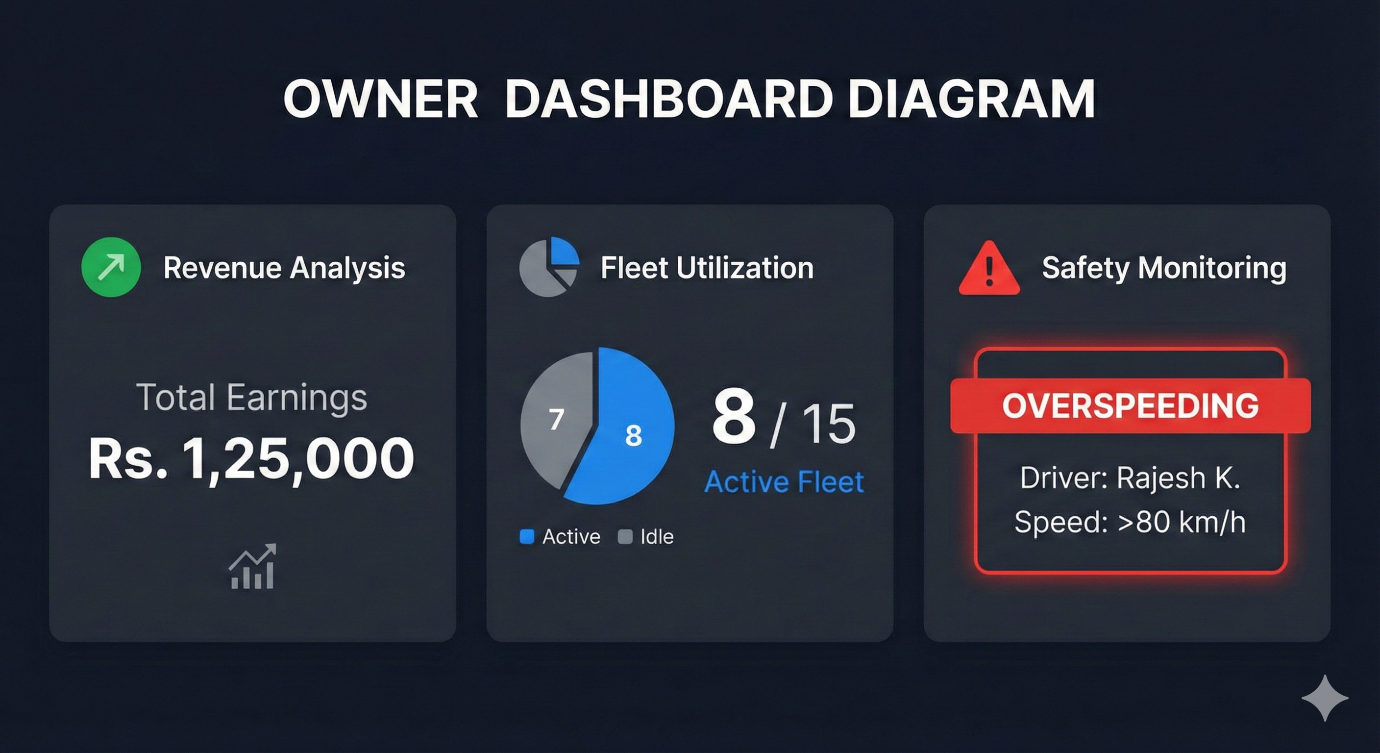 OWNER DASHBOARD DIAGRAM
Revenue Analysis
Total Earnings
Rs. 1,25,000
Fleet Utilization
7
8
8 / 15
Active Fleet
Active
Idle
Safety Monitoring
OVERSPEEDING
Driver: Rajesh K.
Speed: >80 km/h